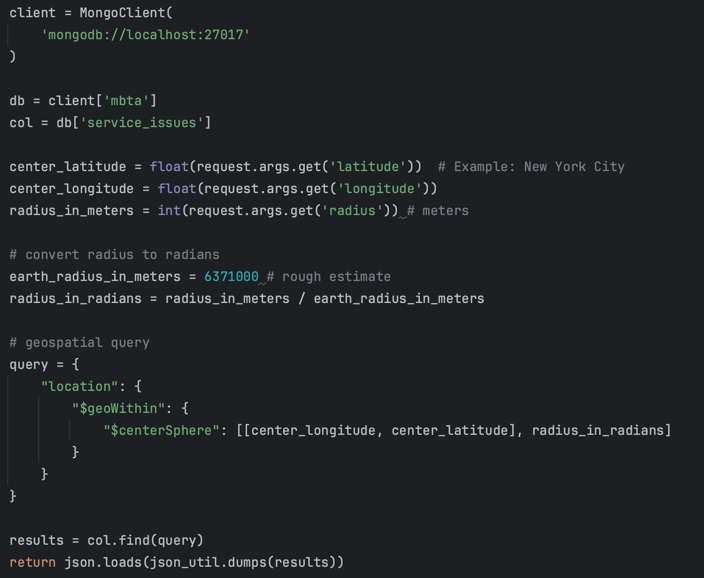 client = MongoClient(
    'mongodb://localhost:27017'
)
db = client['mbta']
col = db['service_issues']
center_latitude = float(request.args.get('latitude'))  # Example: New York City
center_longitude = float(request.args.get('longitude'))
radius_in_meters = int(request.args.get('radius')) # meters
# convert radius to radians
earth_radius_in_meters = 6371000 # rough estimate
radius_in_radians = radius_in_meters / earth_radius_in_meters
# geospatial query
query = {
    "location": {
        "$geoWithin": {
            "$centerSphere": [[center_longitude, center_latitude], radius_in_radians]
        }
    }
}
results = col.find(query)
return json.loads(json_util.dumps(results))